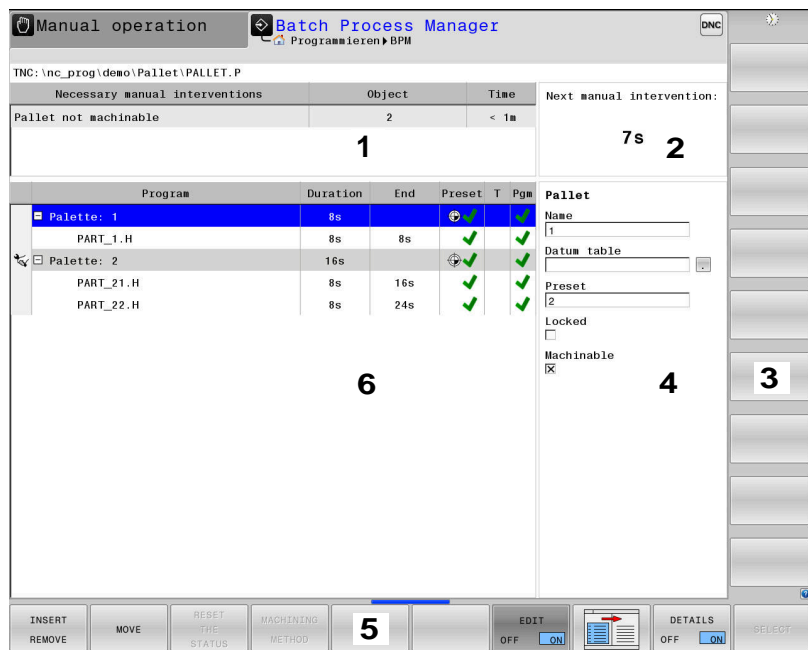 Manual operation
Batch Process Manager
DNC
Programmieren BPM
TNC:\nc_prog\demo\Pallet\PALLET.P
Necessary manual interventions Object Time
Pallet not machinable 2 < 1m
1
Next manual intervention:
7s
2
Program Duration End Preset T Pgm
Palette: 1 8s
PART_1.H 8s 8s
Palette: 2 16s
PART_21.H 8s 16s
PART_22.H 8s 24s
6
Pallet
Name
1
Datum table
Preset
2
Locked
Machinable
4
3
INSERT
REMOVE
MOVE
RESET
THE
STATUS
MACHINING
METHOD
5
EDIT
OFF ON
DETAILS
OFF ON
SELECT